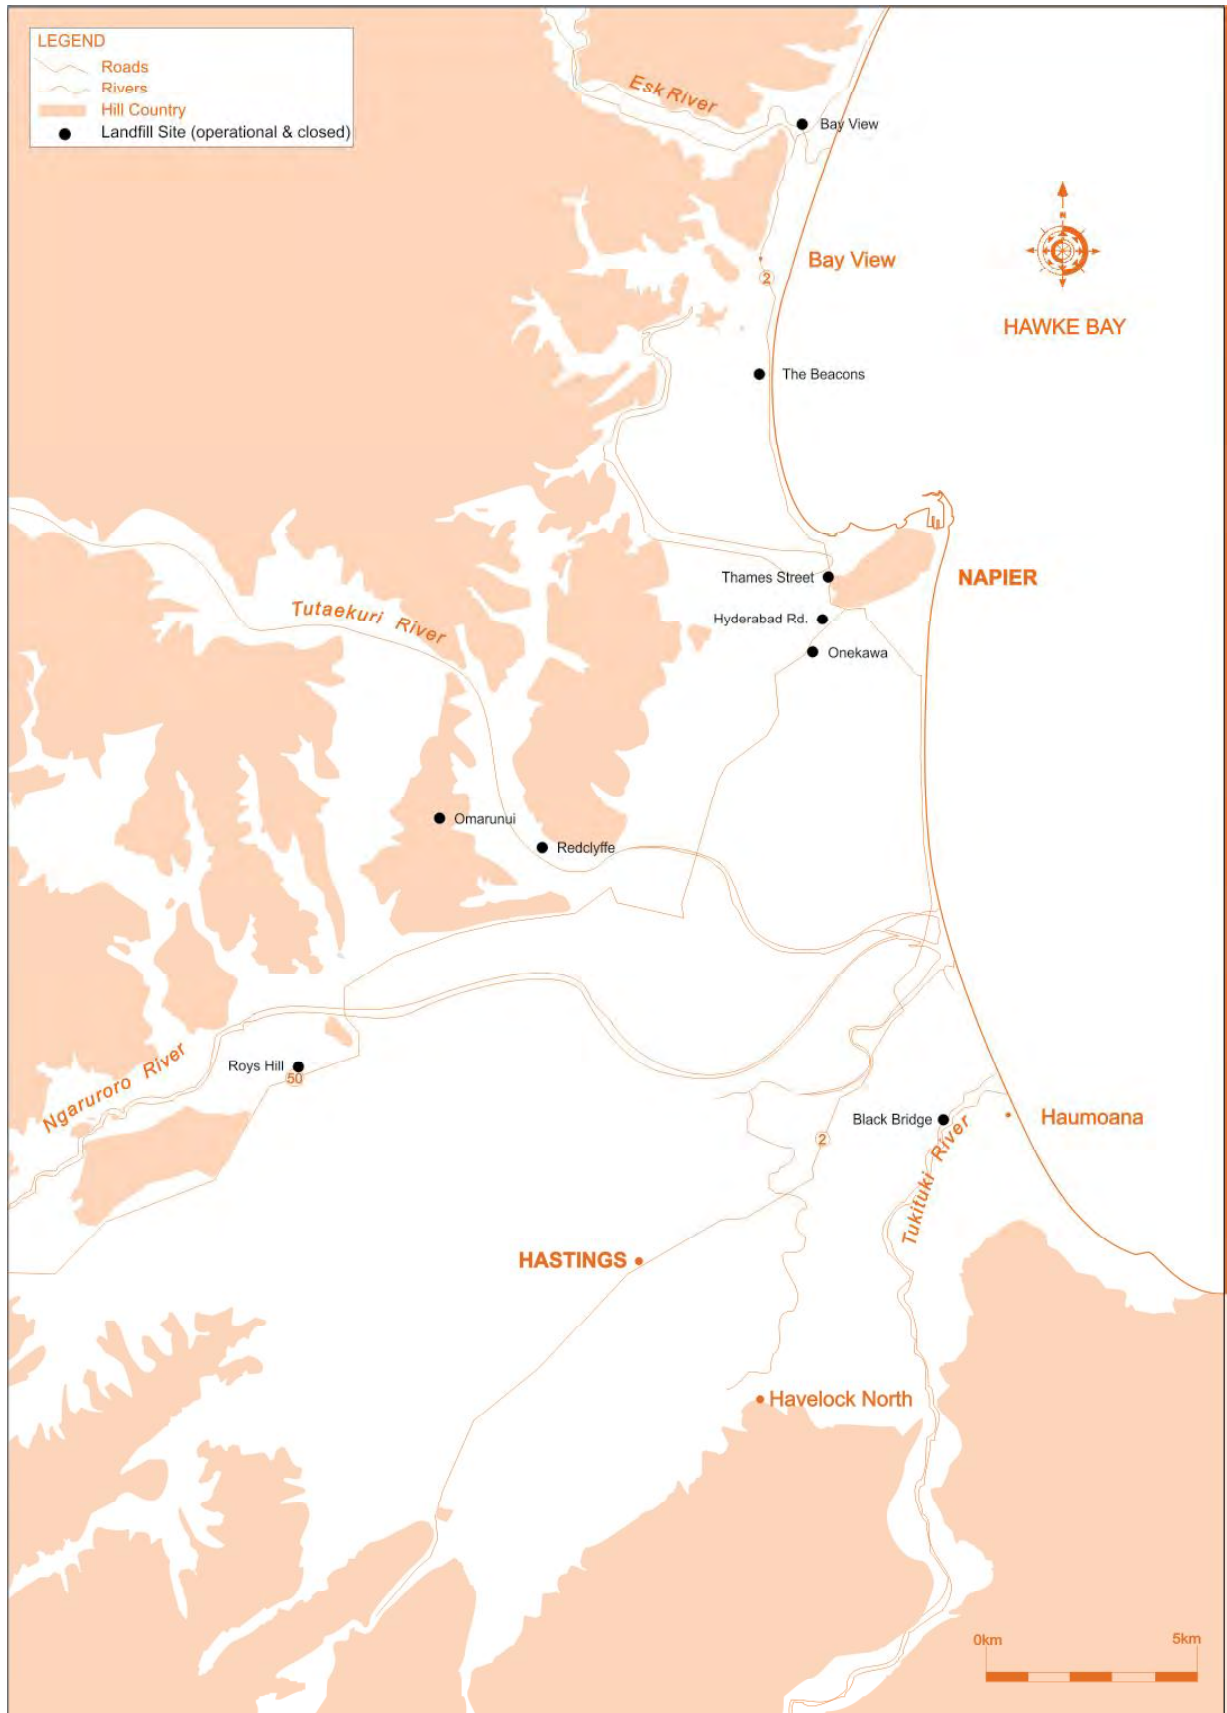 LEGEND
Roads
Rivers
Hill Country
Landfill Site (operational & closed)
Esk River
Bay View
Bay View
2
HAWKE BAY
N
The Beacons
Thames Street
NAPIER
Hyderabad Rd.
Onekawa
Tutaekuri River
Omarunui
Redclyffe
Ngaruroro River
Roys Hill
50
Black Bridge
Haumoana
2
Tukituki River
HASTINGS
Havelock North
0km 5km